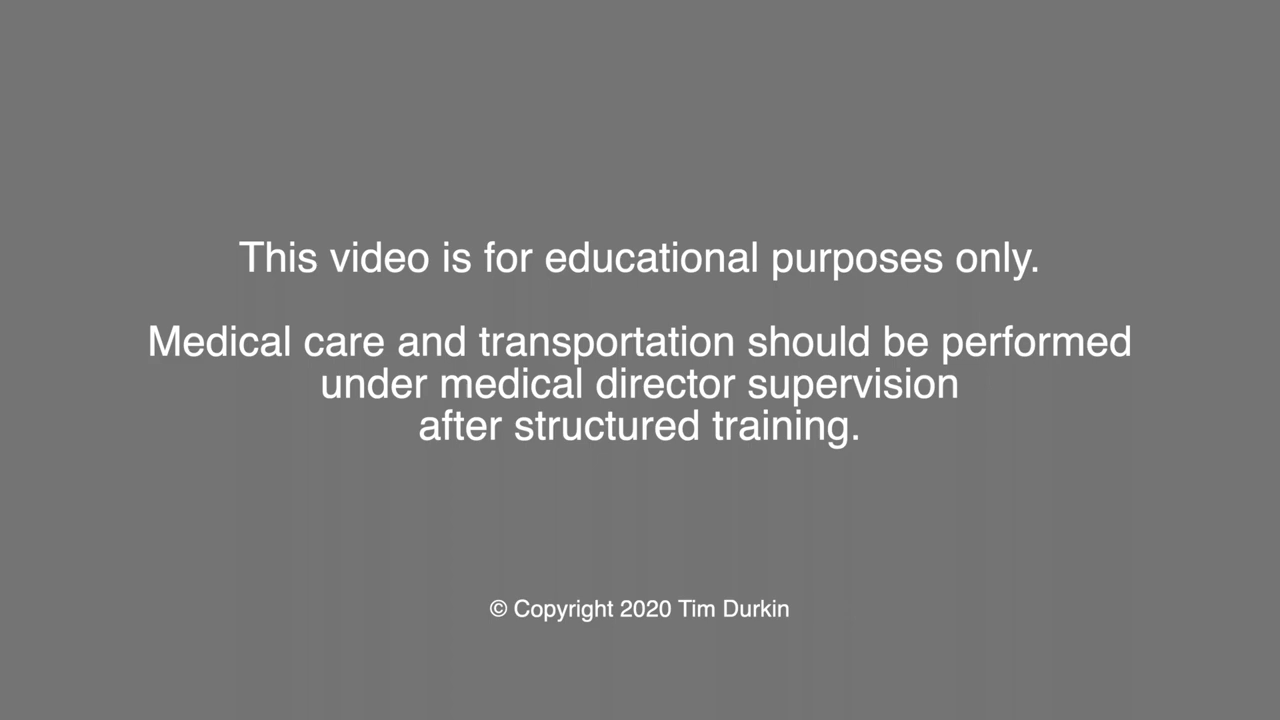 This video is for educational purposes only.
Medical care and transportation should be performed
under medical director supervision
after structured training.
© Copyright 2020 Tim Durkin